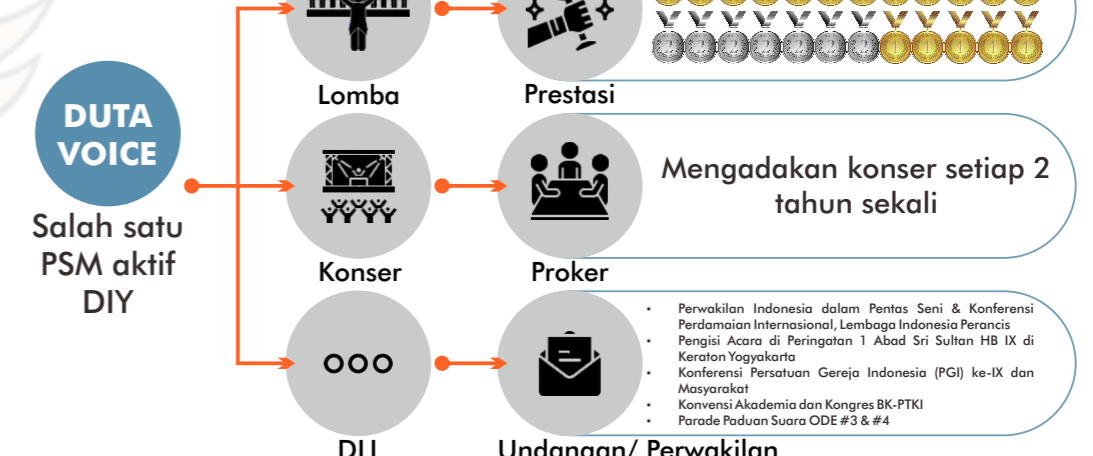 DUTA
VOICE
Salah satu
PSM aktif
DIY
Lomba
Prestasi
Konser
Proker
Mengadakan konser setiap 2
tahun sekali
DLL
Undangan/ Perwakilan
• Perwakilan Indonesia dalam Pentas Seni & Konferensi
Perdamaian Internasional, Lembaga Indonesia Perancis
• Pengisi Acara di Peringatan 1 Abad Sri Sultan HB IX di
Keraton Yogyakarta
• Konferensi Persatuan Gereja Indonesia (PGI) ke-IX dan
Masyarakat
• Konvensi Akademia dan Kongres BK-PTKI
• Parade Paduan Suara ODE #3 & #4